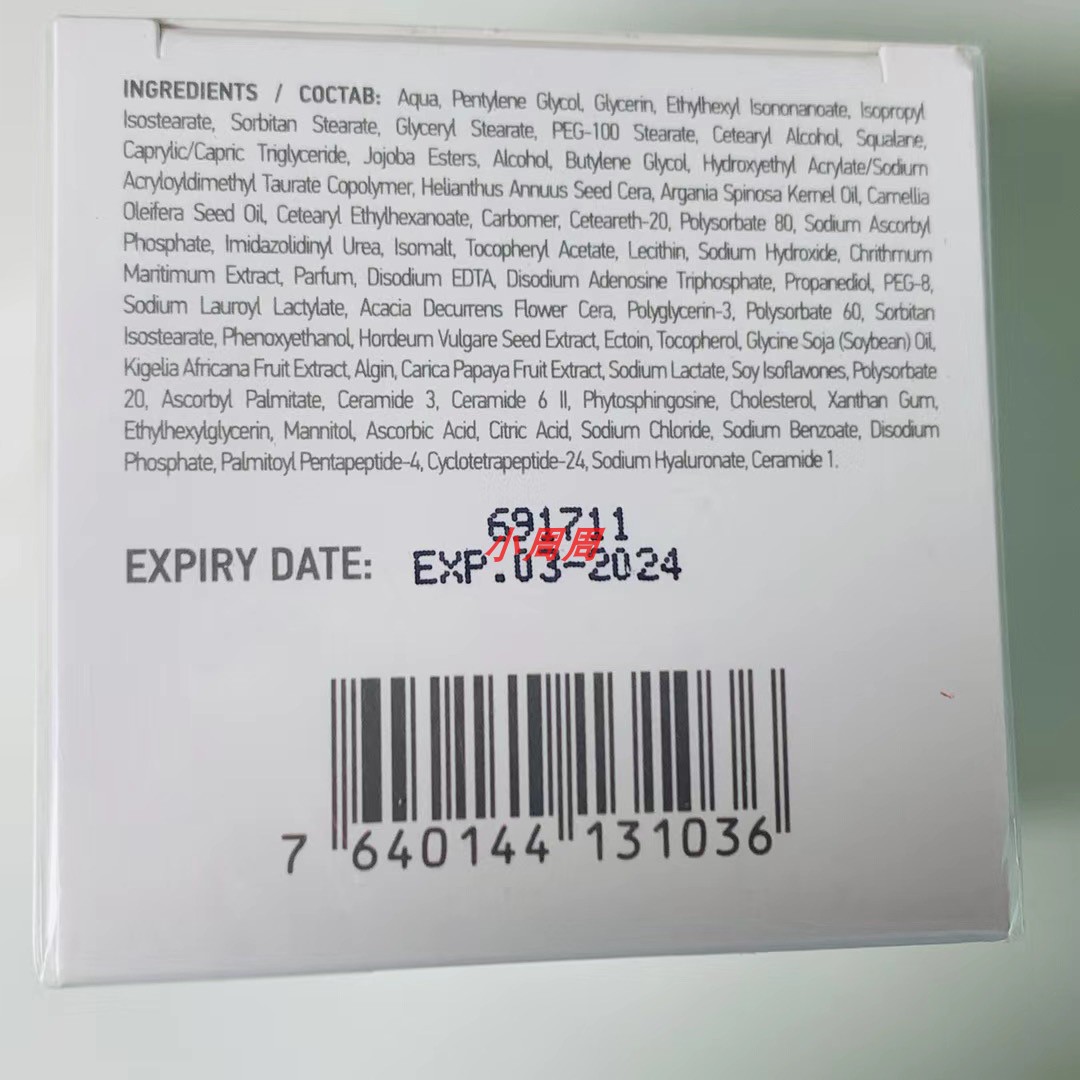 INGREDIENTS / СОСТАВ: Aqua, Pentylene Glycol, Glycerin, Ethylhexyl Isononanoate, Isopropyl
Isostearate, Sorbitan Stearate, Glyceryl Stearate, PEG-100 Stearate, Cetearyl Alcohol, Squalane,
Caprylic/Capric Triglyceride, Jojoba Esters, Alcohol, Butylene Glycol, Hydroxyethyl Acrylate/Sodium
Acryloyldimethyl Taurate Copolymer, Helianthus Annuus Seed Cera, Argania Spinosa Kernel Oil, Camellia
Oleifera Seed Oil, Cetearyl Ethylhexanoate, Carbomer, Ceteareth-20, Polysorbate 80, Sodium Ascorbyl
Phosphate, Imidazolidinyl Urea, Isomalt, Tocopheryl Acetate, Lecithin, Sodium Hydroxide, Chrithmum
Maritimum Extract, Parfum, Disodium EDTA, Disodium Adenosine Triphosphate, Propanediol, PEG-8,
Sodium Lauroyl Lactylate, Acacia Decurrens Flower Cera, Polyglycerin-3, Polysorbate 60, Sorbitan
Isostearate, Phenoxyethanol, Hordeum Vulgare Seed Extract, Ectoin, Tocopherol, Glycine Soja (Soybean) Oil,
Kigelia Africana Fruit Extract, Algin, Carica Papaya Fruit Extract, Sodium Lactate, Soy Isoflavones, Polysorbate
20, Ascorbyl Palmitate, Ceramide 3, Ceramide 6 II, Phytosphingosine, Cholesterol, Xanthan Gum,
Ethylhexylglycerin, Mannitol, Ascorbic Acid, Citric Acid, Sodium Chloride, Sodium Benzoate, Disodium
Phosphate, Palmitoyl Pentapeptide-4, Cyclotetrapeptide-24, Sodium Hyaluronate, Ceramide 1.
691711
小周周
EXPIRY DATE: EXP.03-2024
7 640144 131036